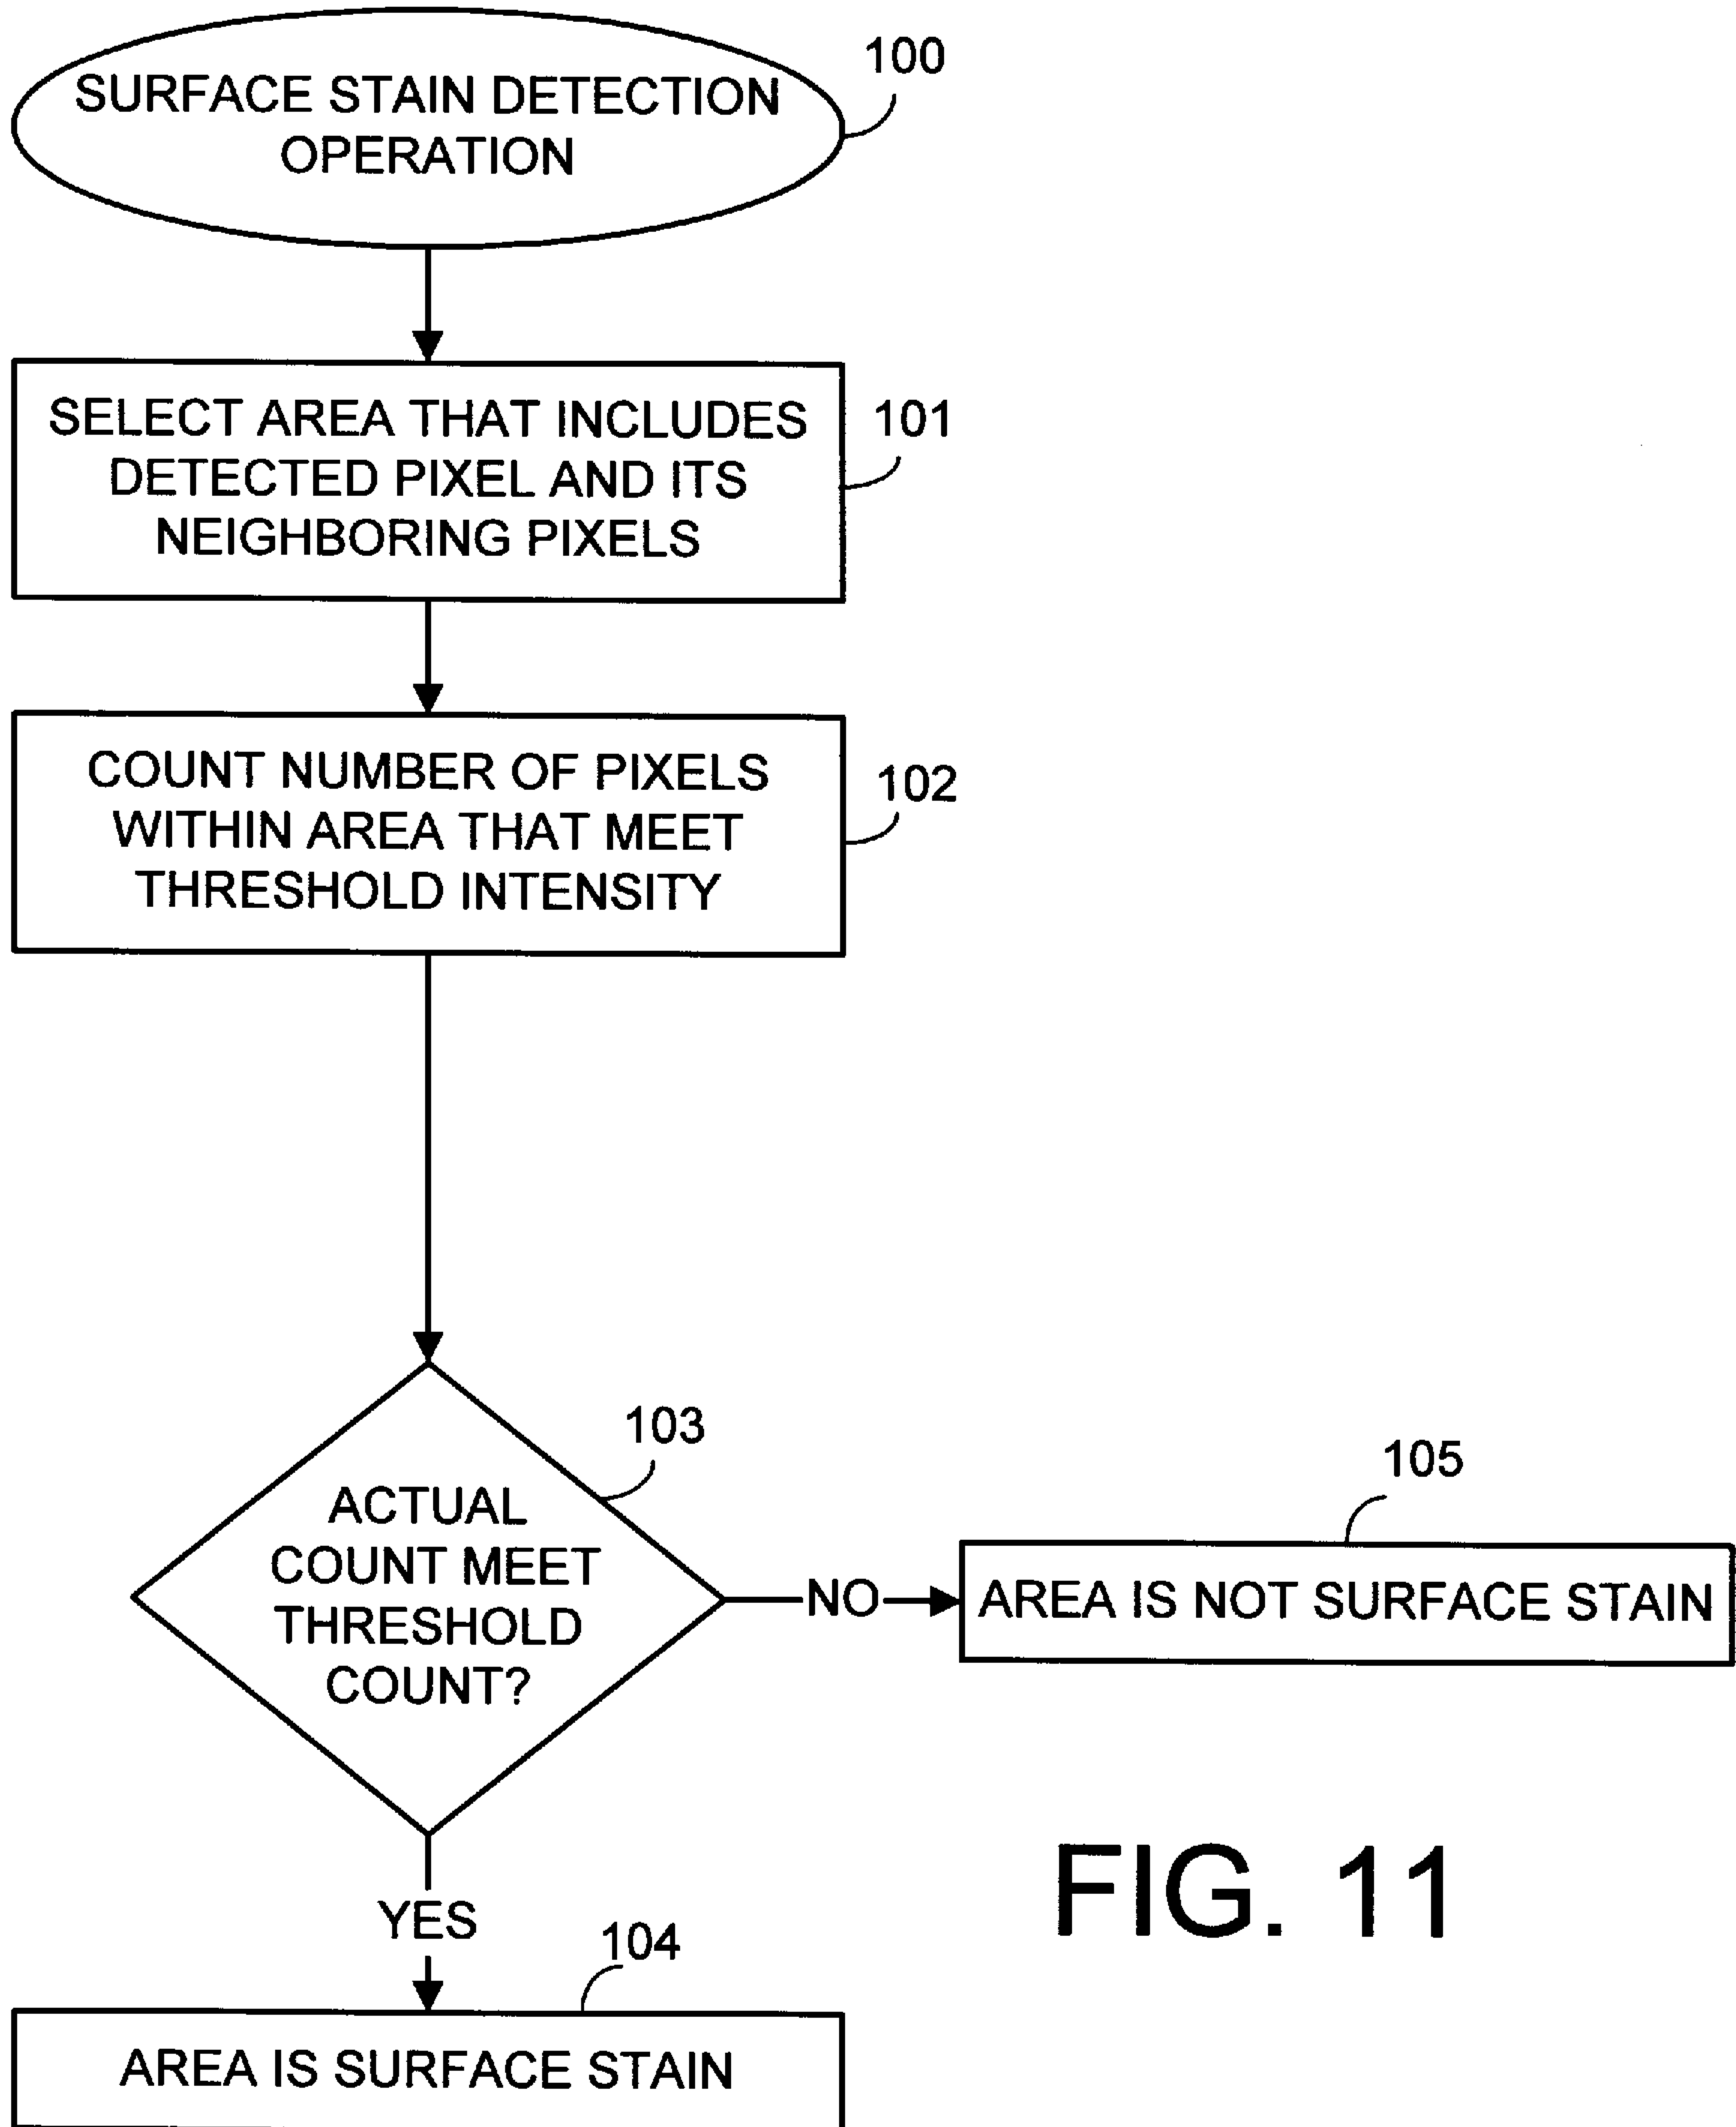 SURFACE STAIN DETECTION
OPERATION
100
SELECT AREA THAT INCLUDES
DETECTED PIXEL AND ITS
NEIGHBORING PIXELS
101
COUNT NUMBER OF PIXELS
WITHIN AREA THAT MEET
THRESHOLD INTENSITY
102
103
ACTUAL
COUNT MEET
THRESHOLD
COUNT?
NO
105
AREA IS NOT SURFACE STAIN
YES
104
AREA IS SURFACE STAIN
FIG. 11